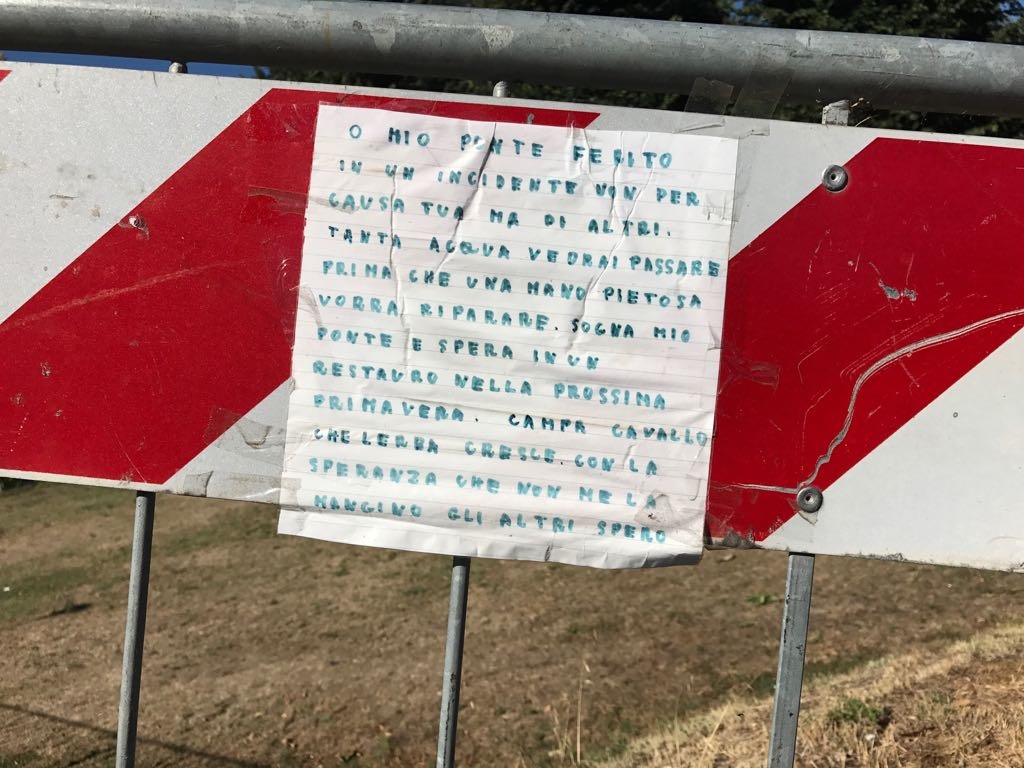 O MIO PONTE FERITO
IN UN INCIDENTE NON PER
CAUSA TUA MA DI ALTRI.
TANTA ACQUA VEDRAI PASSARE
PRIMA CHE UNA MANO PIETOSA
VORRA RIPARARE. SOGNA MIO
PONTE E SPERA IN UN
RESTAURO NELLA PROSSIMA
PRIMAVERA. CAMPA CAVALLO
CHE LERBA CRESCE. CON LA
SPERANZA CHE NON ME LA
MANGINO GLI ALTRI SPERO